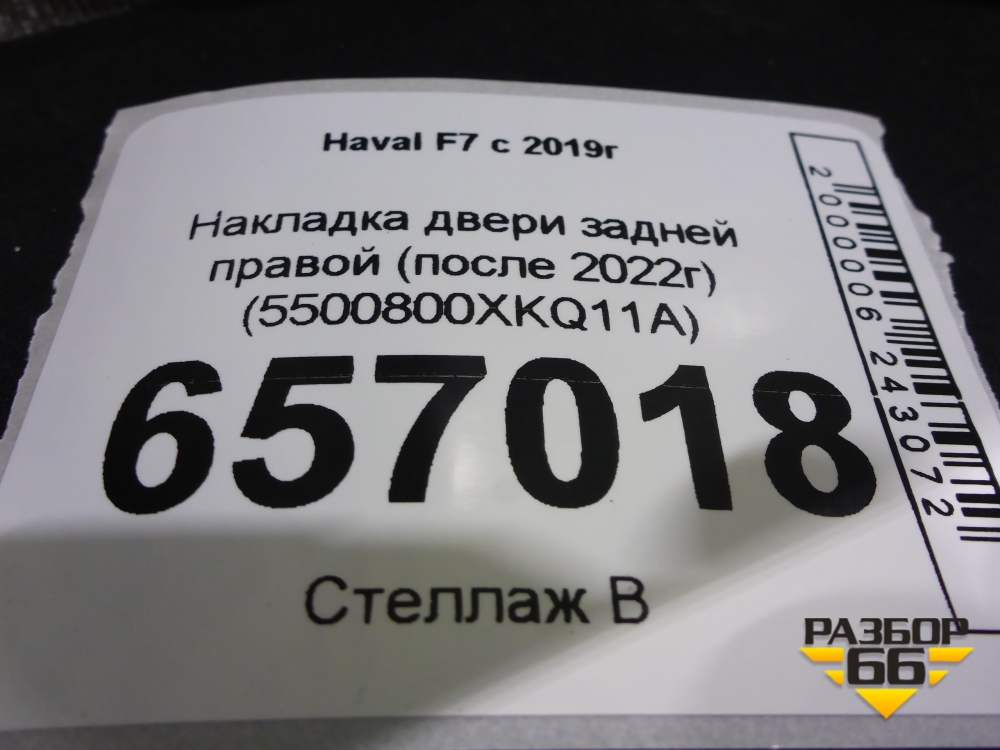 Haval F7 с 2019г
Накладка двери задней
правой (после 2022г)
(5500800XKQ11A)
657018
Стеллаж В
2000006243072
РАЗБОР
66